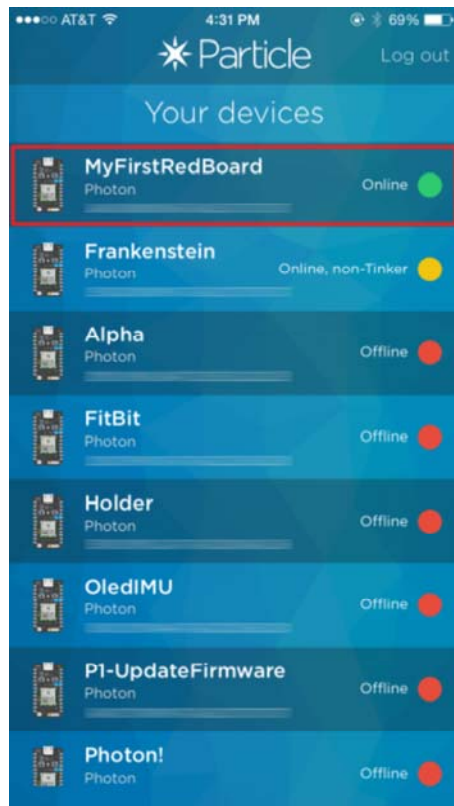 AT&T 4:31 PM 69%
Particle Log out
Your devices
MyFirstRedBoard
Photon Online
Frankenstein
Photon Online, non-Tinker
Alpha
Photon Offline
FitBit
Photon Offline
Holder
Photon Offline
OledIMU
Photon Offline
P1-UpdateFirmware
Photon Offline
Photon!
Photon Offline